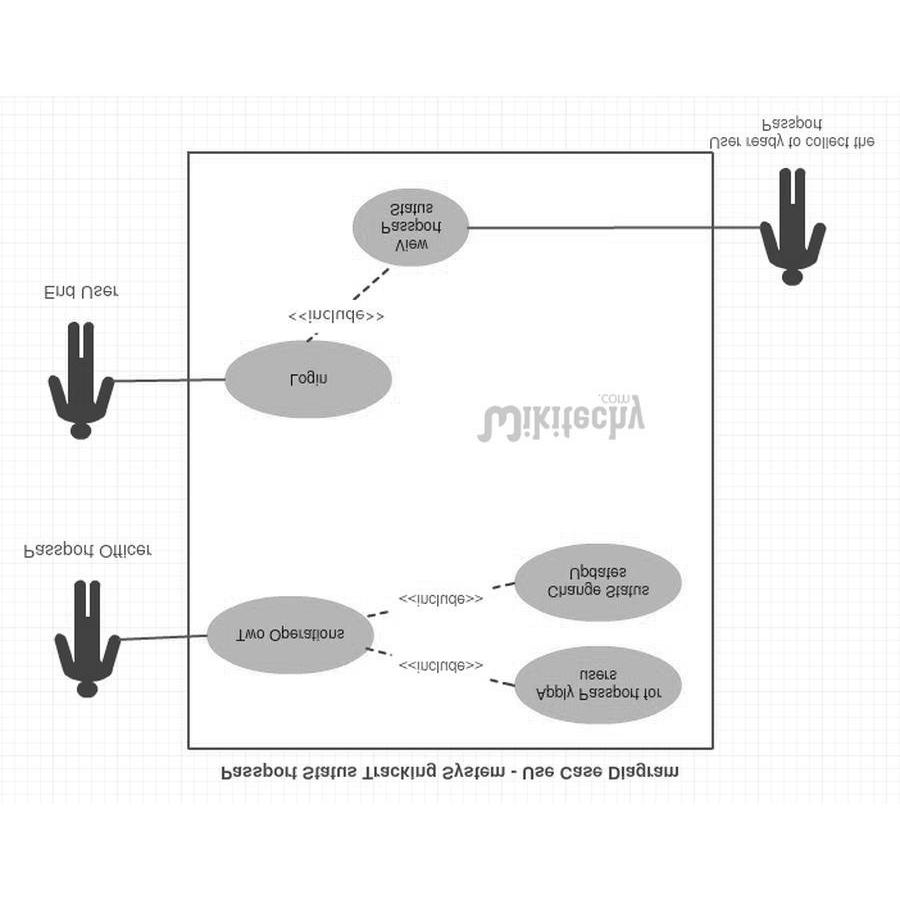 Passport Status Tracking System - Use Case Diagram
Apply Passport for
users
<<include>>
Two Operations
<<include>>
Change Status
Updates
Passport Officer
Wikitechy
.com
Login
End User
<<include>>
View
Passport
Status
User ready to collect the
Passport